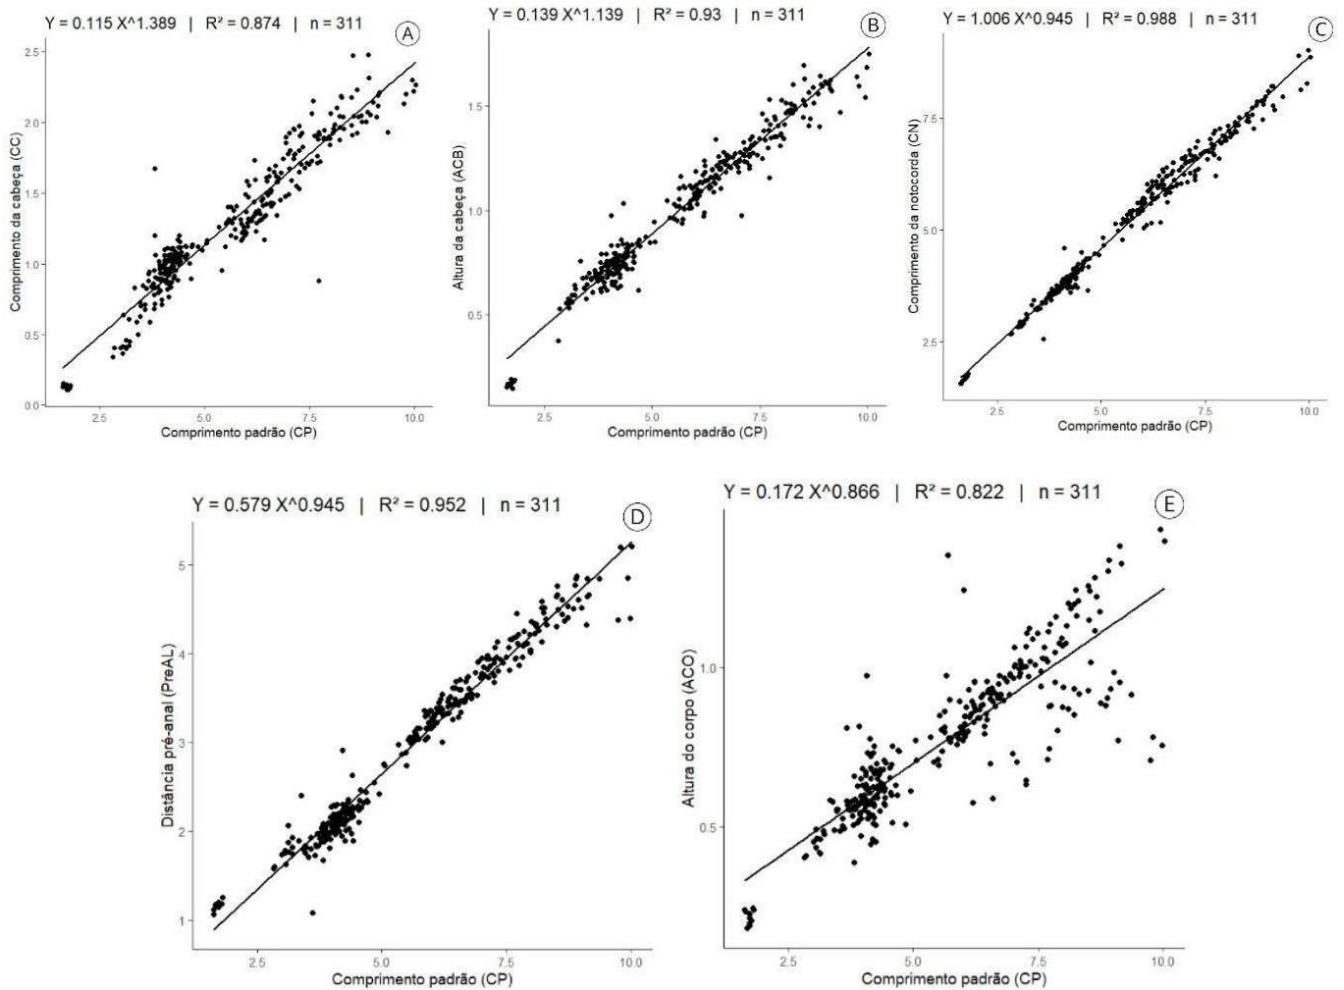 Y = 0.115 X^1.389 | R² = 0.874 | n = 311
A
Comprimento da cabeça (CC)
2.5
2.0
1.5
1.0
0.5
0.0
2.5 5.0 7.5 10.0
Comprimento padrão (CP)
Y = 0.139 X^1.139 | R² = 0.93 | n = 311
B
Altura da cabeça (ACB)
1.5
1.0
0.5
2.5 5.0 7.5 10.0
Comprimento padrão (CP)
Y = 1.006 X^0.945 | R² = 0.988 | n = 311
C
Comprimento da notocorda (CN)
7.5
5.0
2.5
2.5 5.0 7.5 10.0
Comprimento padrão (CP)
Y = 0.579 X^0.945 | R² = 0.952 | n = 311
D
Distância pré-anal (PreAL)
5
4
3
2
1
2.5 5.0 7.5 10.0
Comprimento padrão (CP)
Y = 0.172 X^0.866 | R² = 0.822 | n = 311
E
Altura do corpo (ACO)
1.0
0.5
2.5 5.0 7.5 10.0
Comprimento padrão (CP)